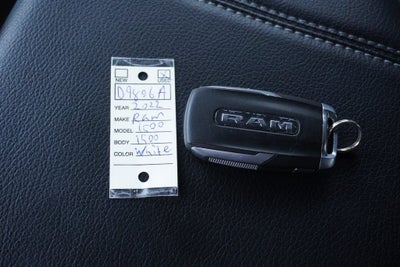 NEW USED
D9806A
YEAR 2022
MAKE Ram
MODEL 1500
BODY 1500
COLOR White
RAM